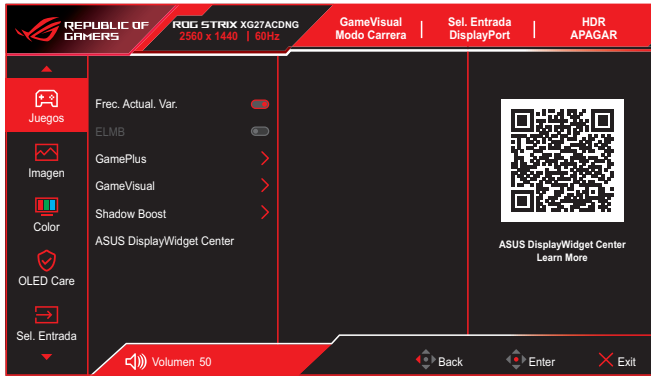 REPUBLIC OF
GAMERS
ROG STRIX XG27ACDNG
2560 x 1440 | 60Hz
GameVisual
Modo Carrera
Sel. Entrada
DisplayPort
HDR
APAGAR
Juegos
Imagen
Color
OLED Care
Sel. Entrada
Frec. Actual. Var.
ELMB
GamePlus
GameVisual
Shadow Boost
ASUS DisplayWidget Center
ASUS DisplayWidget Center
Learn More
Volumen 50
Back
Enter
Exit